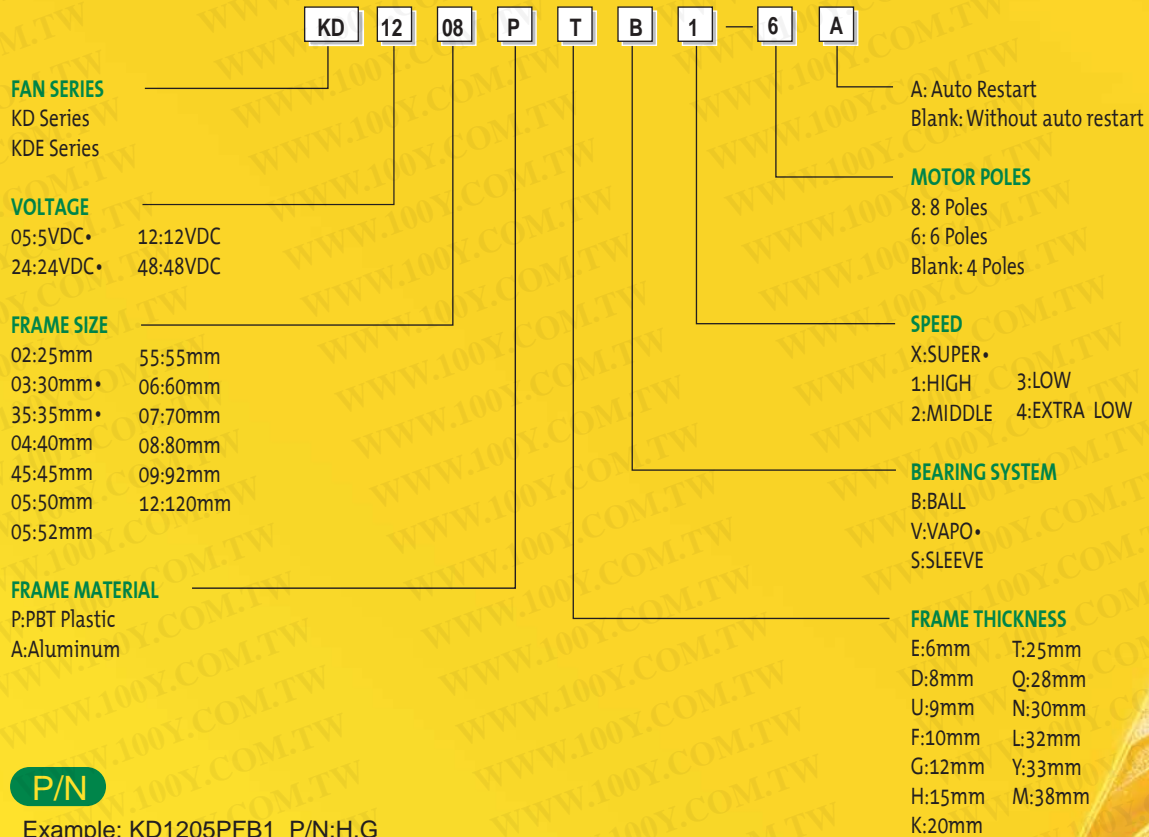 KD 12 08 P T B 1 — 6 A
FAN SERIES
KD Series
KDE Series
VOLTAGE
05:5VDC• 12:12VDC
24:24VDC• 48:48VDC
FRAME SIZE
02:25mm 55:55mm
03:30mm• 06:60mm
35:35mm• 07:70mm
04:40mm 08:80mm
45:45mm 09:92mm
05:50mm 12:120mm
05:52mm
FRAME MATERIAL
P:PBT Plastic
A:Aluminum
A: Auto Restart
Blank: Without auto restart
MOTOR POLES
8: 8 Poles
6: 6 Poles
Blank: 4 Poles
SPEED
X:SUPER•
1:HIGH 3:LOW
2:MIDDLE 4:EXTRA LOW
BEARING SYSTEM
B:BALL
V:VAPO•
S:SLEEVE
FRAME THICKNESS
E:6mm T:25mm
D:8mm Q:28mm
U:9mm N:30mm
F:10mm L:32mm
G:12mm Y:33mm
H:15mm M:38mm
K:20mm
P/N
Example: KD1205PFB1 P/N:H.G
WWW.100Y.COM.TW